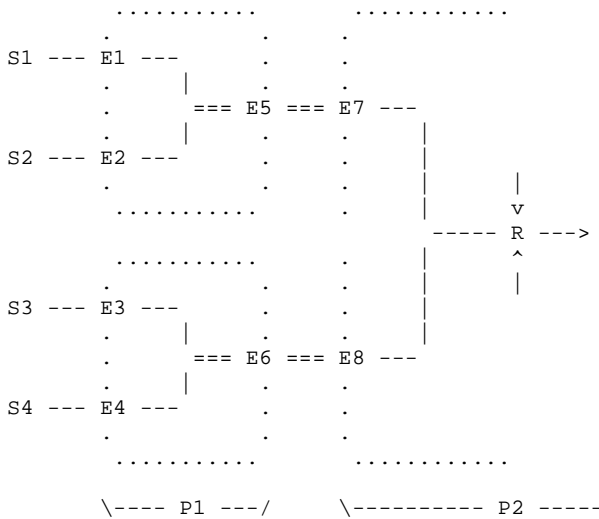 ...........             ............
.               .       .
S1 --- E1 ---           .       .
.       |       .       .
.        === E5 === E7 ---
.       |       .       .       |
S2 --- E2 ---           .       .       |
.               .       .       |        |
...........        .       |        v
----- R --->
...........        .       |        ^
.               .       .       |        |
S3 --- E3 ---           .       .       |
.       |       .       .       |
.        === E6 === E8 ---
.       |       .       .
S4 --- E4 ---           .       .
.               .       .
...........             ............
\---- P1 ---/       \---------- P2 -----